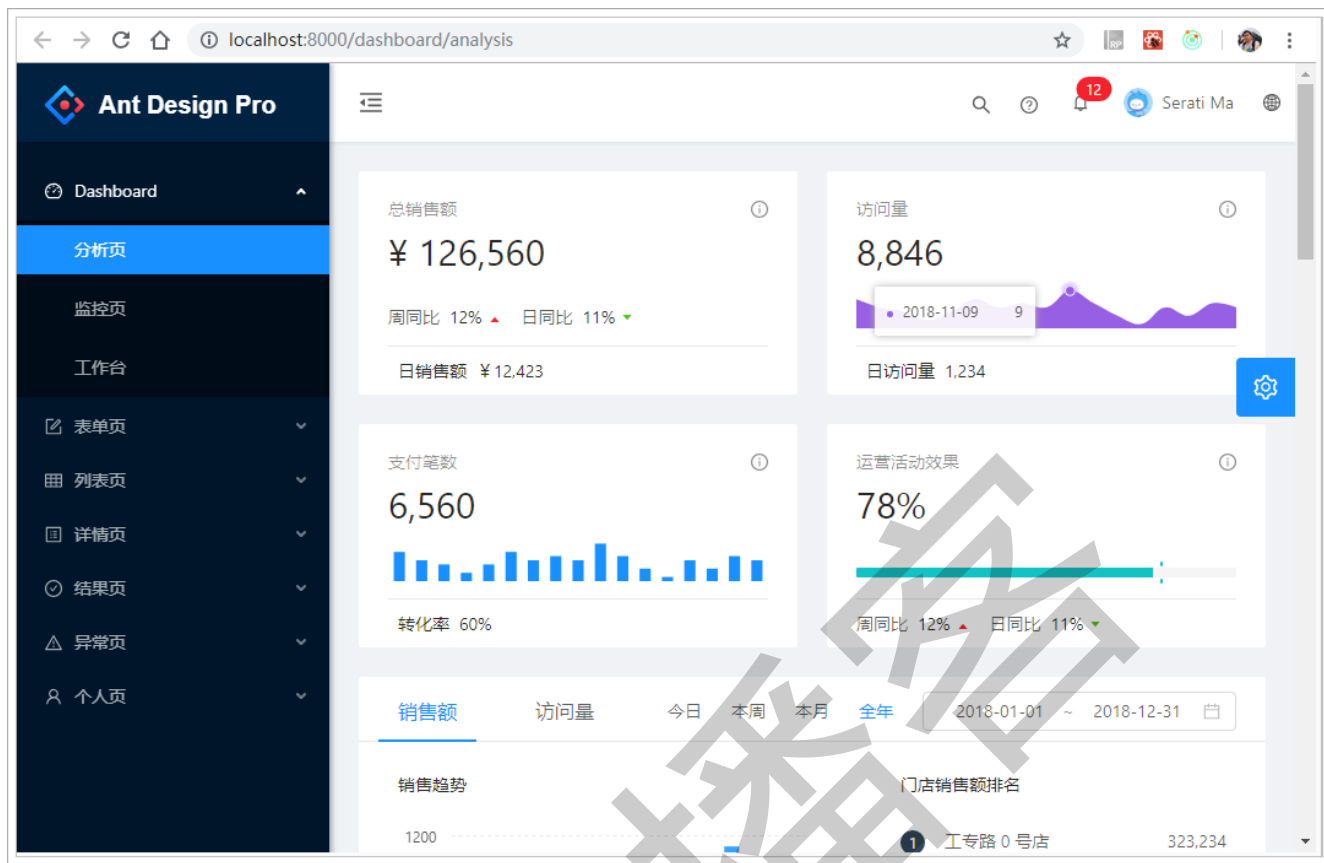 localhost:8000/dashboard/analysis
RP
Ant Design Pro
12
Serati Ma
Dashboard
分析页
监控页
工作台
表单页
列表页
详情页
结果页
异常页
个人页
总销售额
¥ 126,560
周同比 12% 日同比 11%
日销售额 ¥ 12,423
访问量
8,846
2018-11-09 9
日访问量 1,234
支付笔数
6,560
转化率 60%
运营活动效果
78%
周同比 12% 日同比 11%
销售额 访问量 今日 本周 本月 全年 2018-01-01 ~ 2018-12-31
销售趋势
1200
门店销售额排名
1 工专路 0 号店 323,234
播客